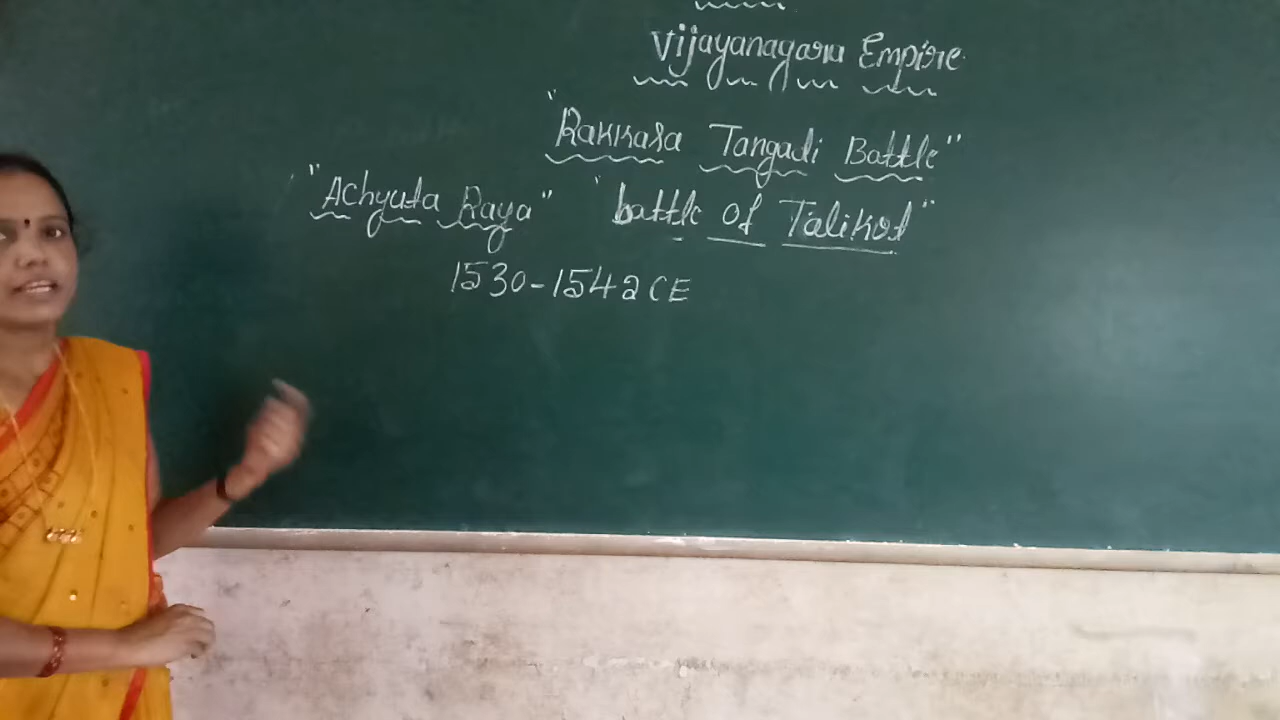 Vijayanagara Empire
"Rakkasa Tangadi Battle"
"Achyuta Raya" "battle of Talikot"
1530-1542 CE